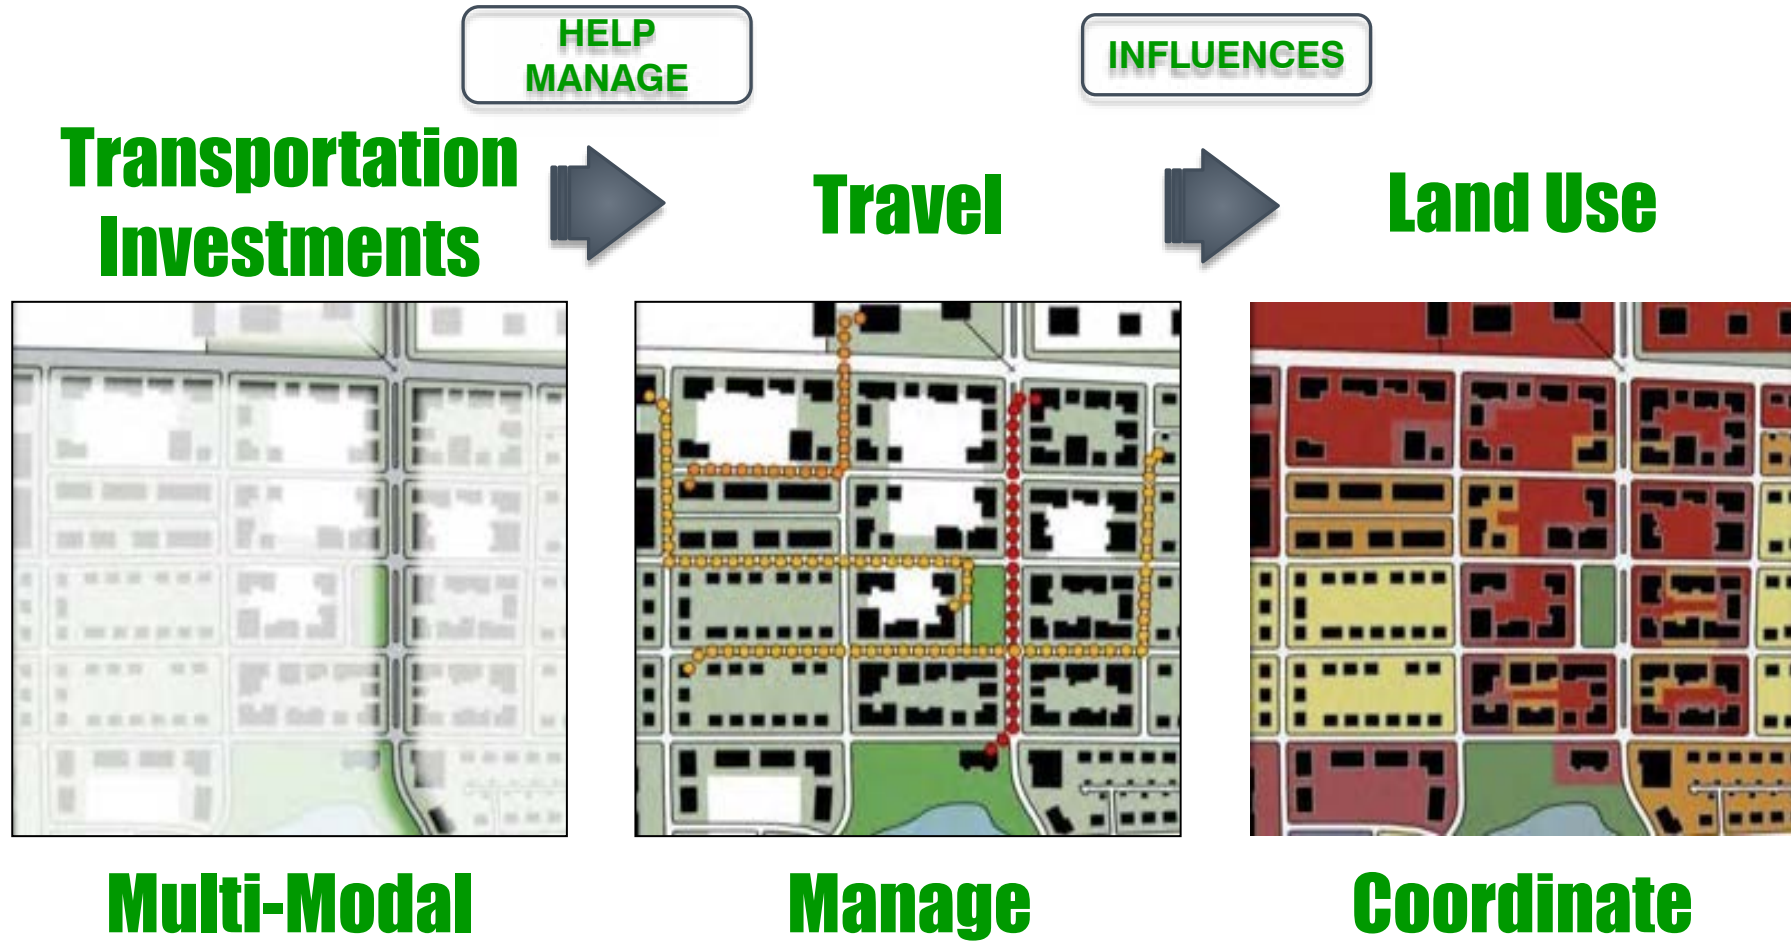 HELP
MANAGE
INFLUENCES
Transportation
Investments
Travel
Land Use
Multi-Modal
Manage
Coordinate